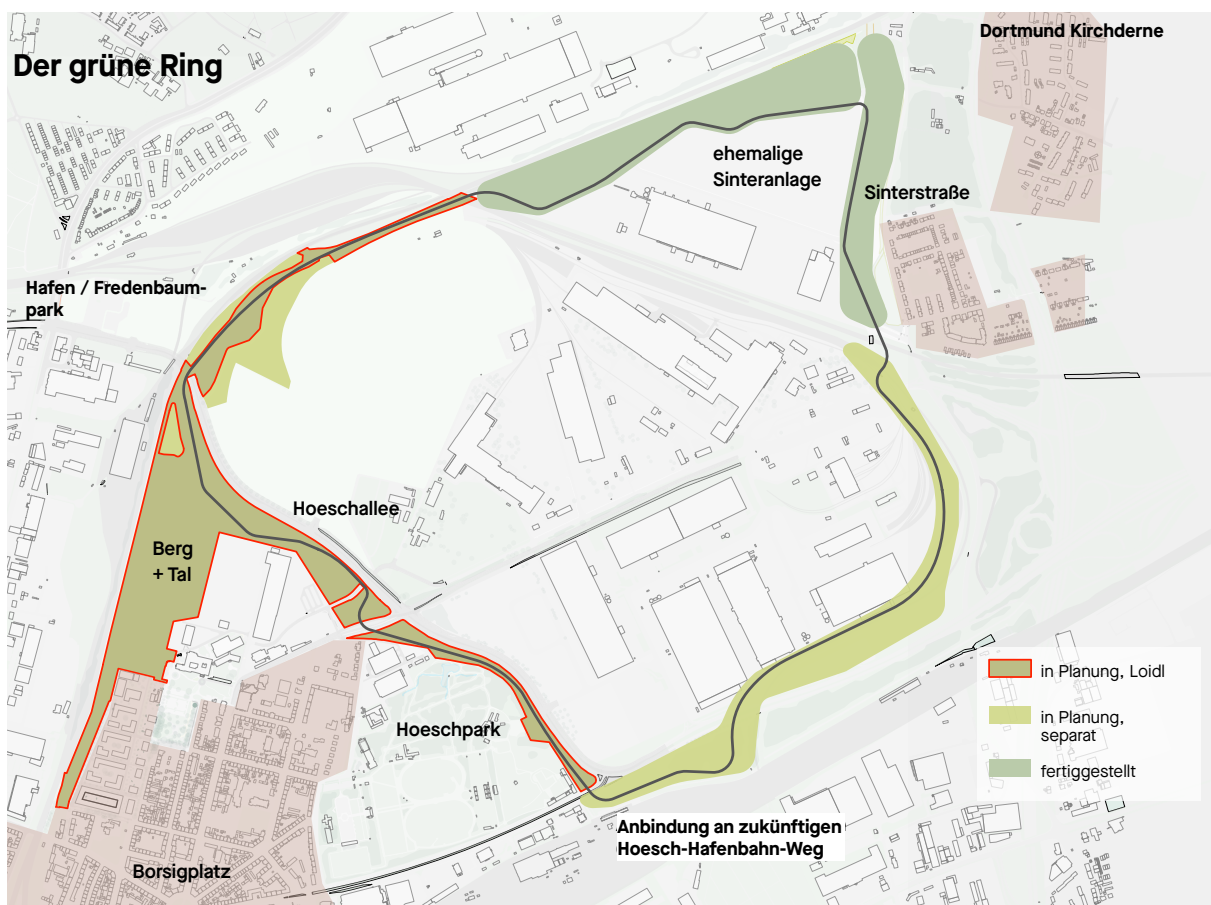 Der grüne Ring
Dortmund Kirchderne
ehemalige
Sinteranlage
Sinterstraße
Hafen / Fredenbaum-
park
Hoeschallee
Berg
+ Tal
Hoeschpark
Borsigplatz
Anbindung an zukünftigen
Hoesch-Hafenbahn-Weg
in Planung, Loidl
in Planung,
separat
fertiggestellt